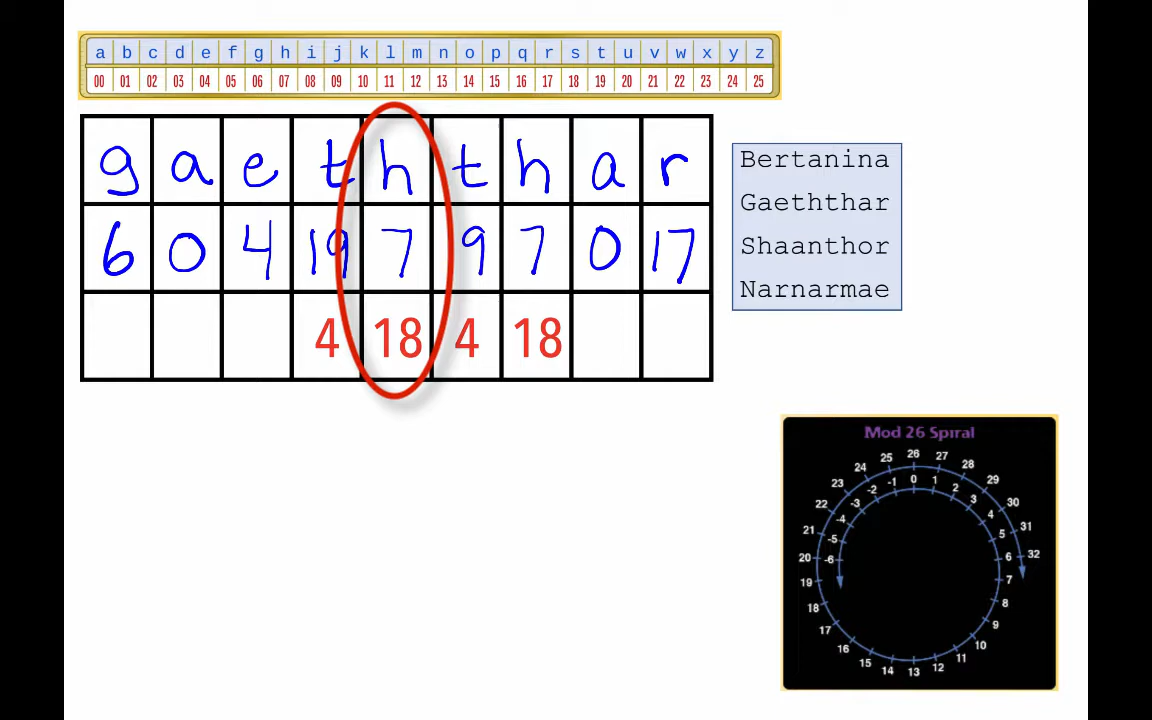 a b c d e f g h i j k l m n o p q r s t u v w x y z
00 01 02 03 04 05 06 07 08 09 10 11 12 13 14 15 16 17 18 19 20 21 22 23 24 25
g a e t h t h a r
6 0 4 19 7 9 7 0 17
4 18 4 18
Bertanina
Gaeththar
Shaanthor
Narnarmae
Mod 26 Spiral
26
25 27
24 28
0
-1 1
23 -2 2 29
22 -3 3 30
-4 4
21 31
-5 5
20 -6 6 32
19 7
18 8
17 9
16 10
15 11
14 13 12